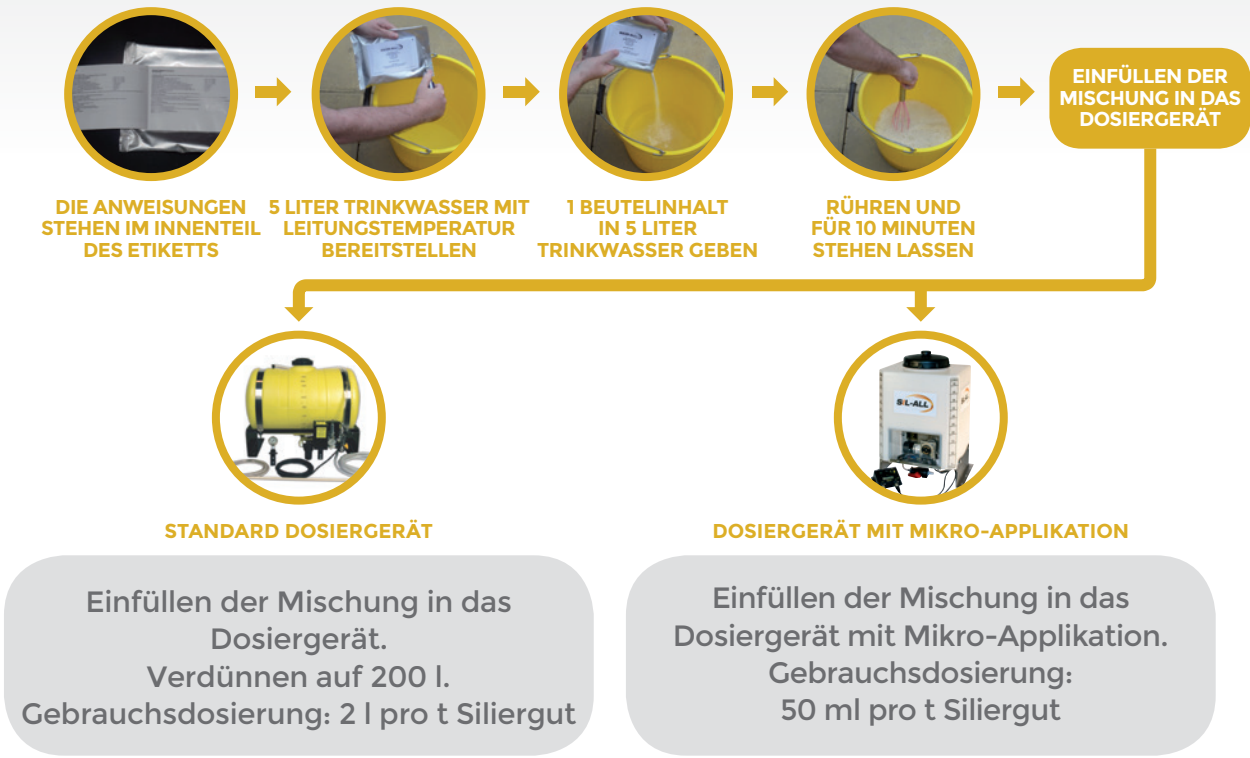 EINFÜLLEN DER
MISCHUNG IN DAS
DOSIERGERÄT
DIE ANWEISUNGEN
STEHEN IM INNENTEIL
DES ETIKETTS
5 LITER TRINKWASSER MIT
LEITUNGSTEMPERATUR
BEREITSTELLEN
1 BEUTELINHALT
IN 5 LITER
TRINKWASSER GEBEN
RÜHREN UND
FÜR 10 MINUTEN
STEHEN LASSEN
SIL-ALL
STANDARD DOSIERGERÄT
DOSIERGERÄT MIT MIKRO-APPLIKATION
Einfüllen der Mischung in das
Dosiergerät.
Verdünnen auf 200 l.
Gebrauchsdosierung: 2 l pro t Siliergut
Einfüllen der Mischung in das
Dosiergerät mit Mikro-Applikation.
Gebrauchsdosierung:
50 ml pro t Siliergut